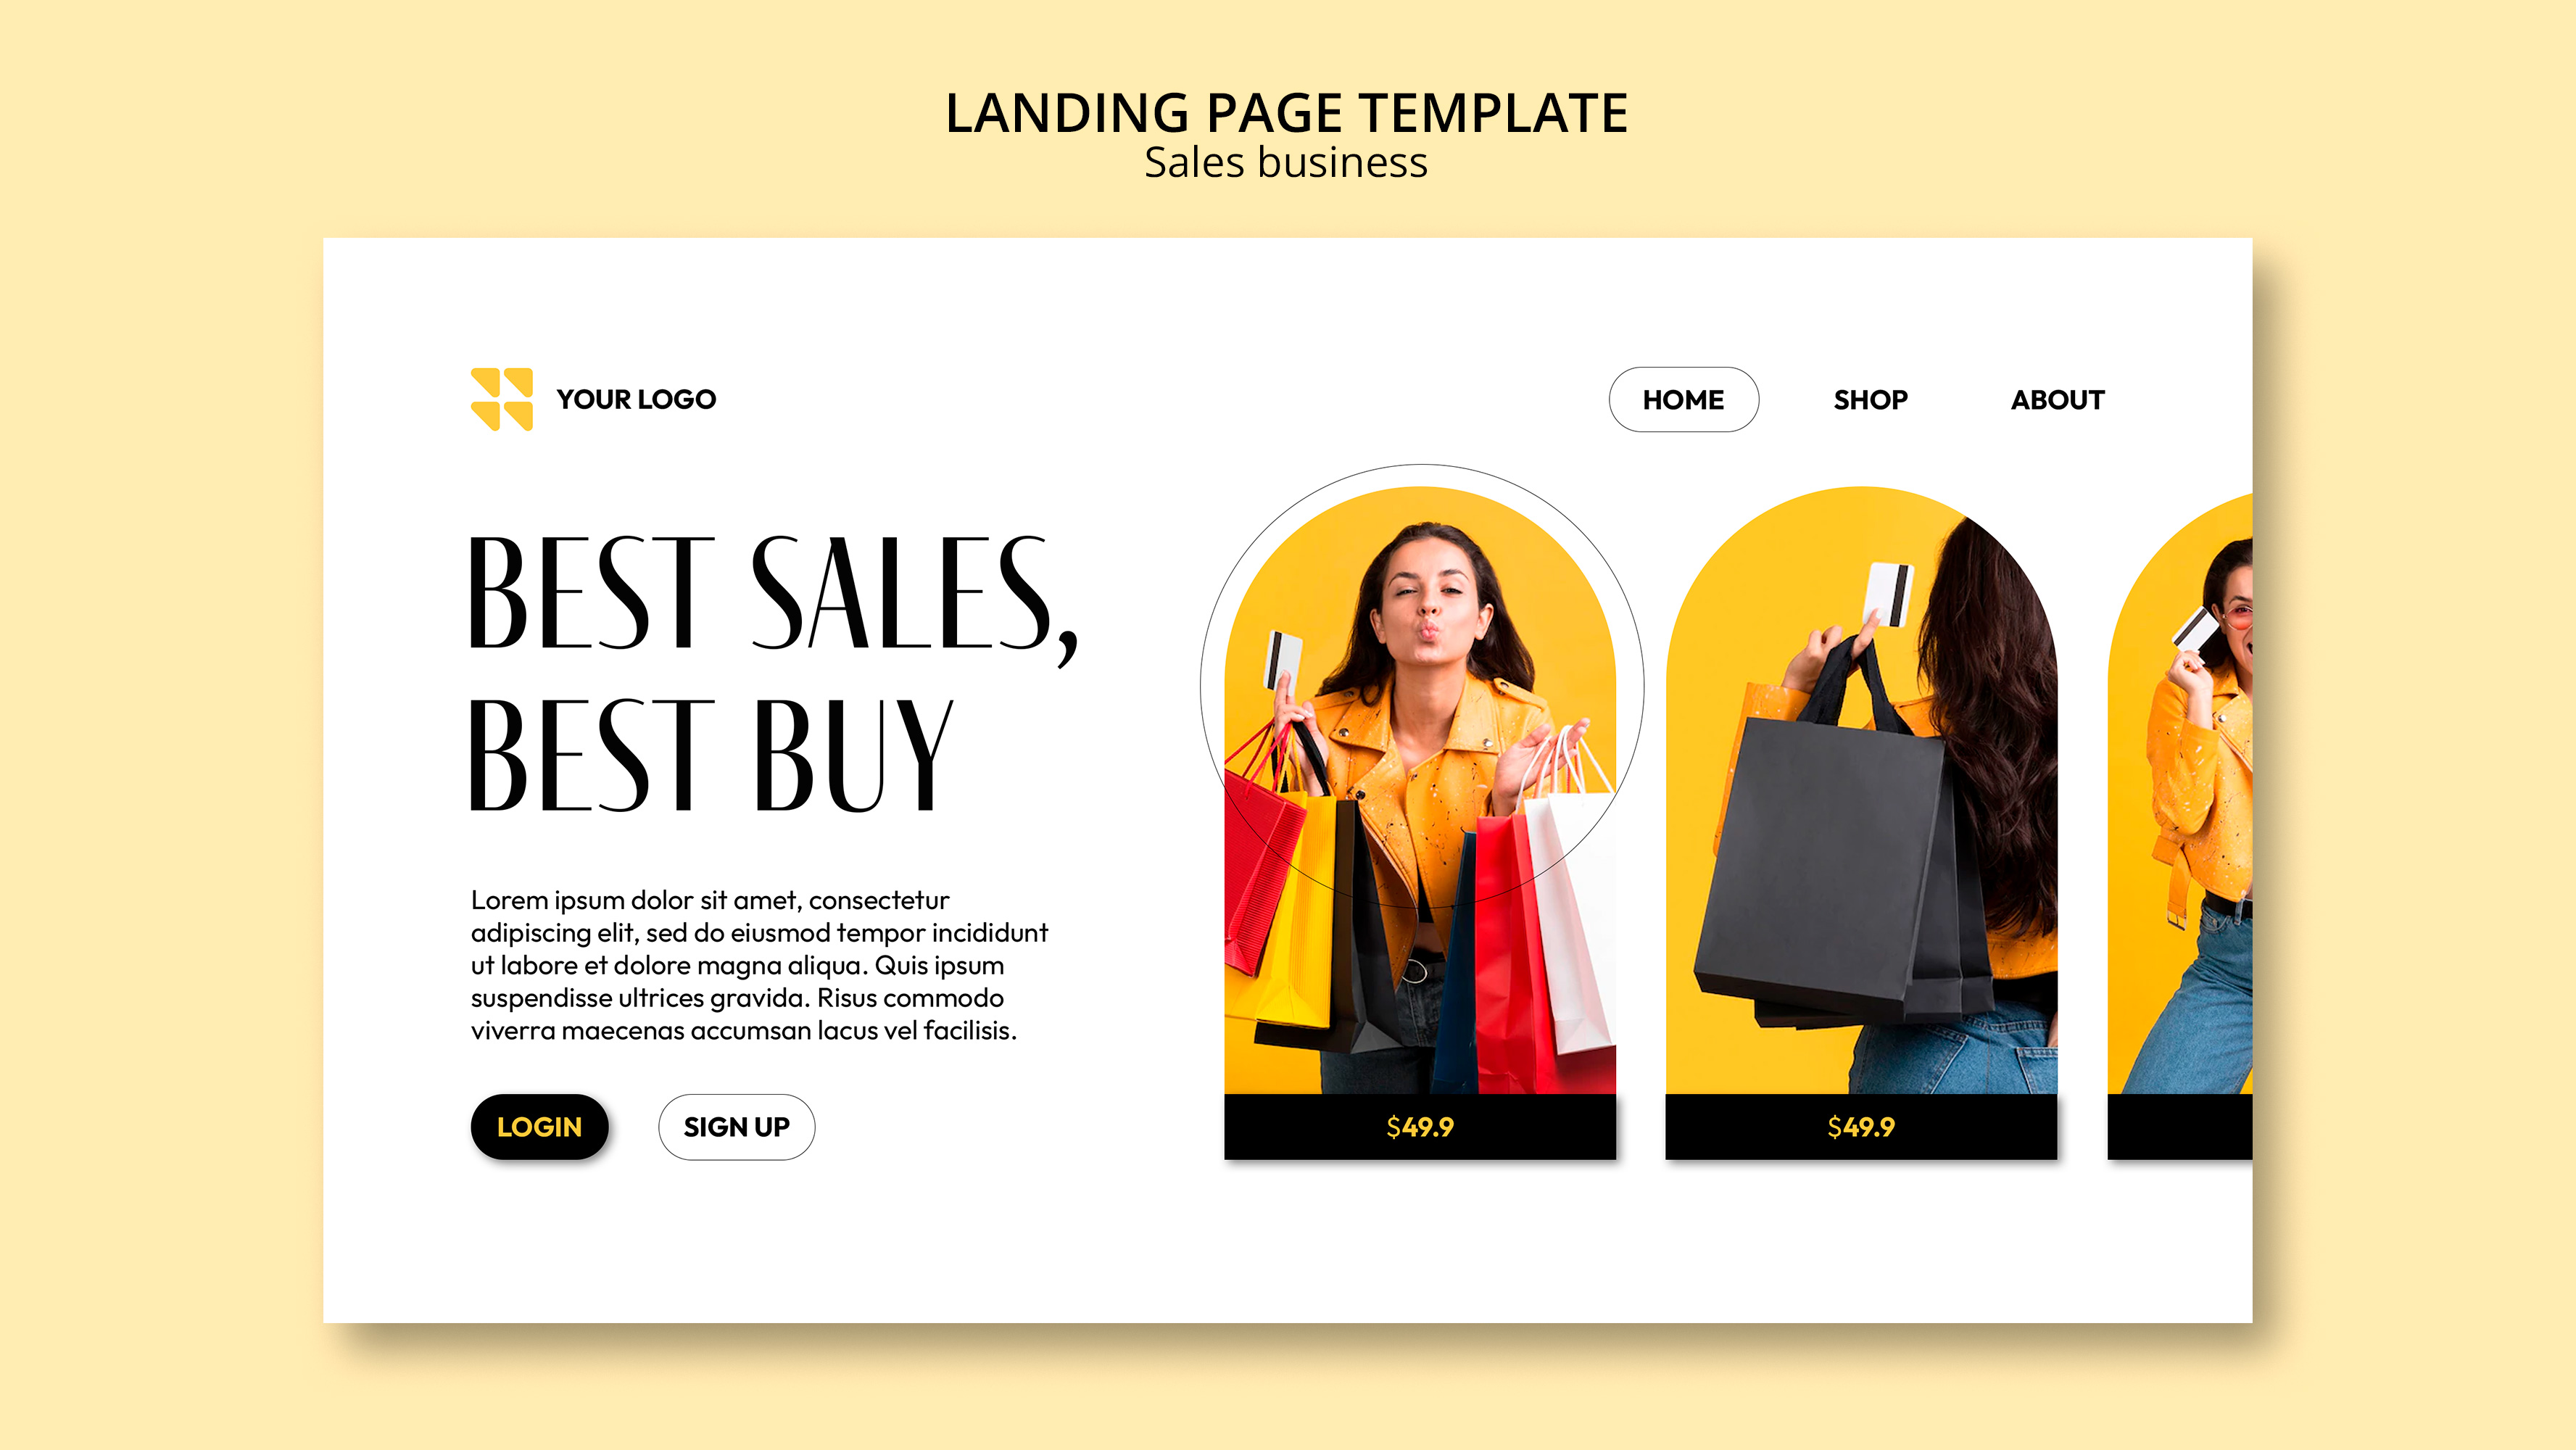 LANDING PAGE TEMPLATE
Sales business
YOUR LOGO
HOME
SHOP
ABOUT
BEST SALES,
BEST BUY
Lorem ipsum dolor sit amet, consectetur
adipiscing elit, sed do eiusmod tempor incididunt
ut labore et dolore magna aliqua. Quis ipsum
suspendisse ultrices gravida. Risus commodo
viverra maecenas accumsan lacus vel facilisis.
LOGIN
SIGN UP
$49.9
$49.9